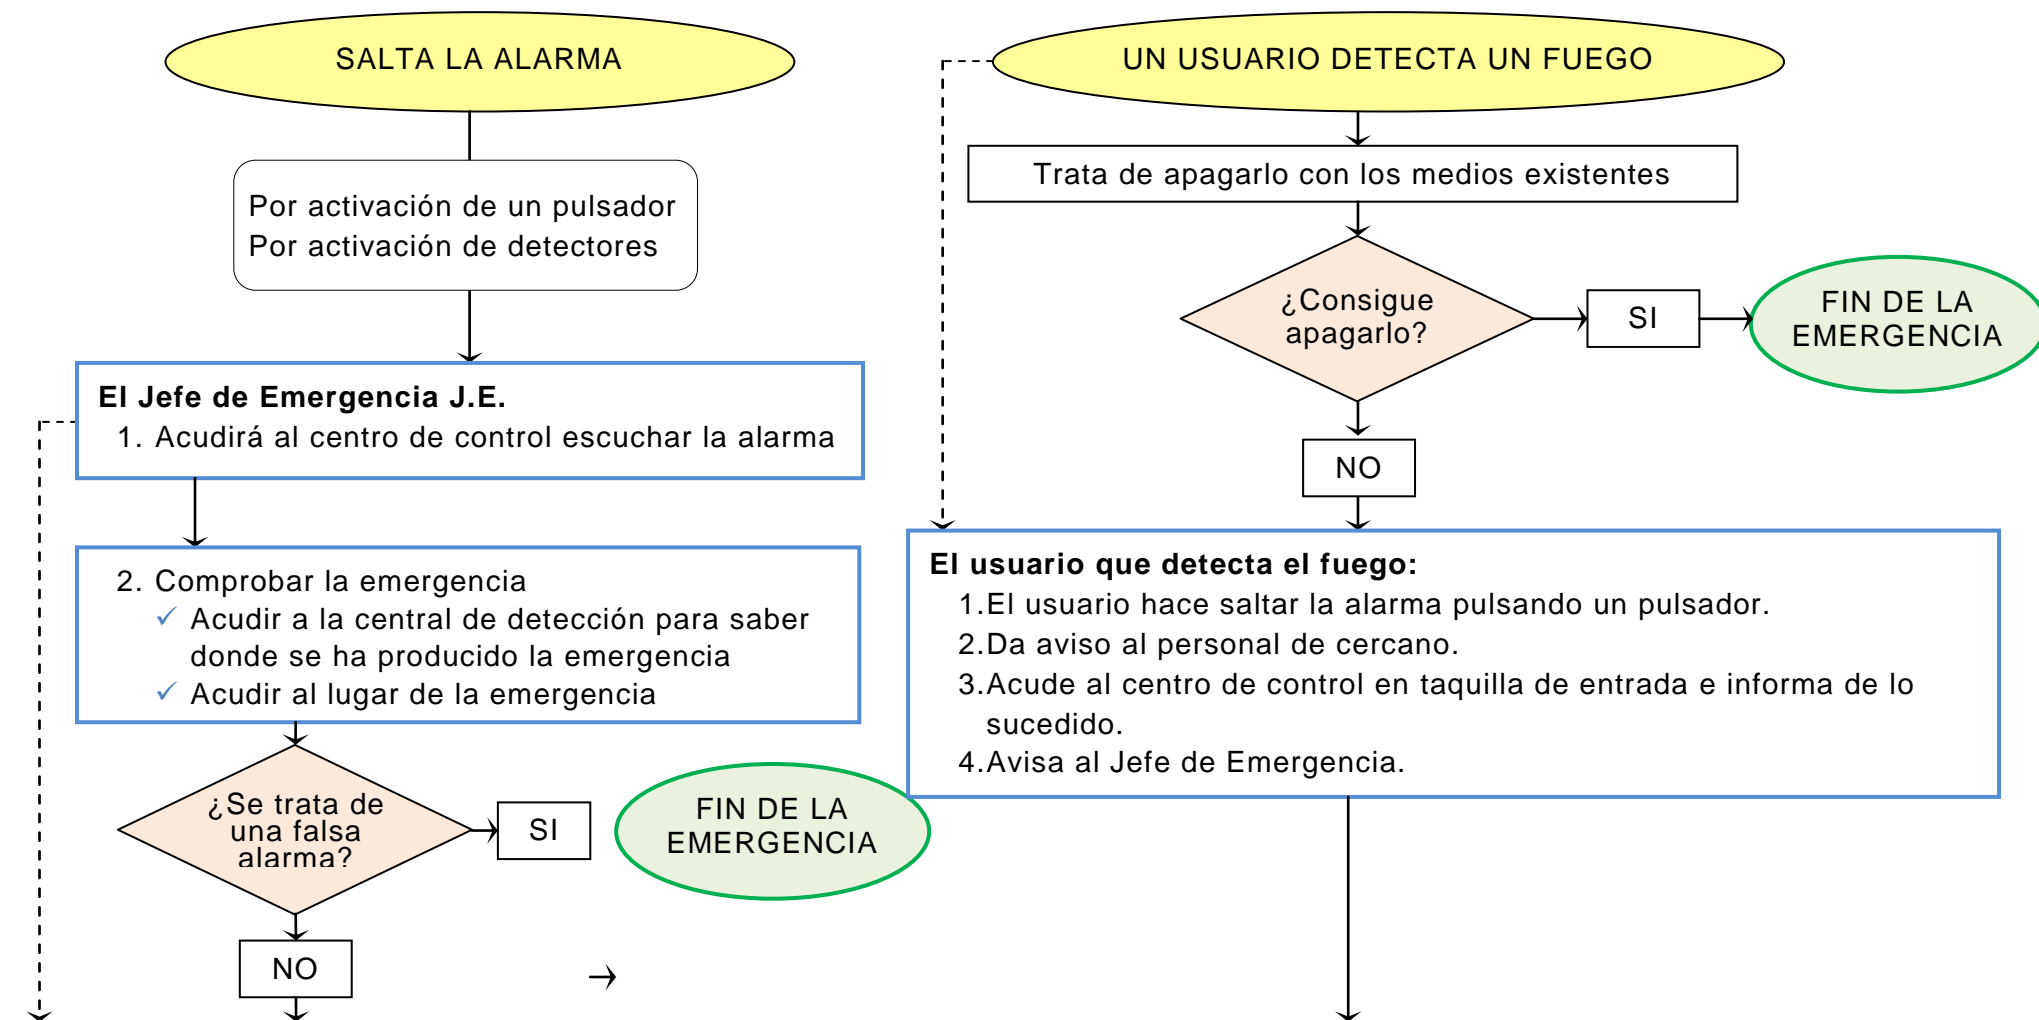 SALTA LA ALARMA
Por activación de un pulsador
Por activación de detectores
El Jefe de Emergencia J.E.
1. Acudirá al centro de control escuchar la alarma
2. Comprobar la emergencia
✓ Acudir a la central de detección para saber
donde se ha producido la emergencia
✓ Acudir al lugar de la emergencia
¿Se trata de
una falsa
alarma?
SI
FIN DE LA
EMERGENCIA
NO
UN USUARIO DETECTA UN FUEGO
Trata de apagarlo con los medios existentes
¿Consigue
apagarlo?
SI
FIN DE LA
EMERGENCIA
NO
El usuario que detecta el fuego:
1.El usuario hace saltar la alarma pulsando un pulsador.
2.Da aviso al personal de cercano.
3.Acude al centro de control en taquilla de entrada e informa de lo
sucedido.
4.Avisa al Jefe de Emergencia.